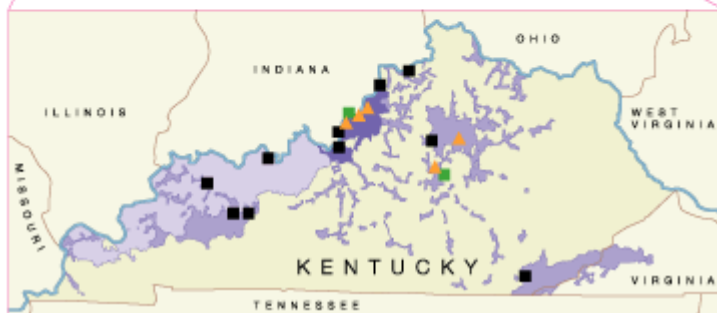 OHIO
INDIANA
ILLINOIS
WEST
VIRGINIA
MISSOURI
KENTUCKY
VIRGINIA
TENNESSEE